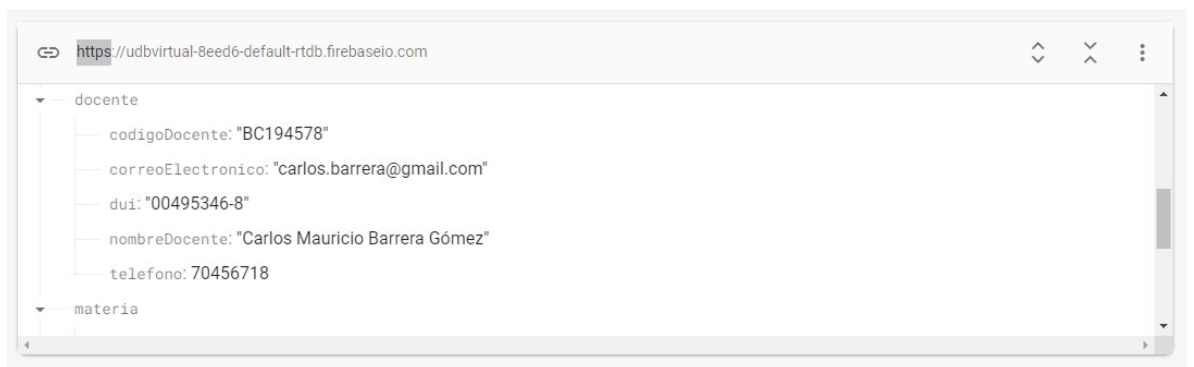 https://udbvirtual-8eed6-default-rtdb.firebaseio.com
docente
codigoDocente: "BC194578"
correoElectronico: "carlos.barrera@gmail.com"
dui: "00495346-8"
nombreDocente: "Carlos Mauricio Barrera Gómez"
telefono: 70456718
materia